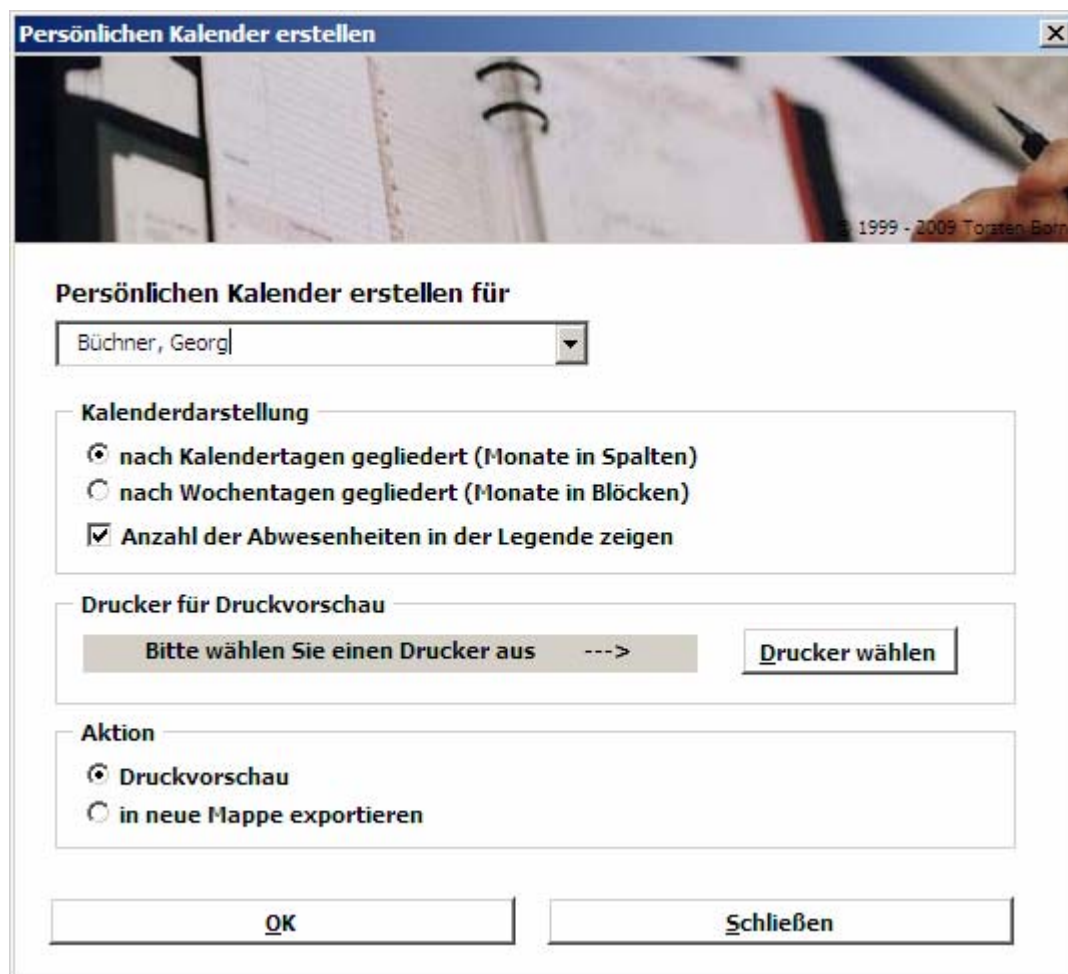 Persönlichen Kalender erstellen
© 1999 - 2009 Torsten Born
Persönlichen Kalender erstellen für
Büchner, Georg
Kalenderdarstellung
nach Kalendertagen gegliedert (Monate in Spalten)
nach Wochentagen gegliedert (Monate in Blöcken)
Anzahl der Abwesenheiten in der Legende zeigen
Drucker für Druckvorschau
Bitte wählen Sie einen Drucker aus --->
Drucker wählen
Aktion
Druckvorschau
in neue Mappe exportieren
OK
Schließen